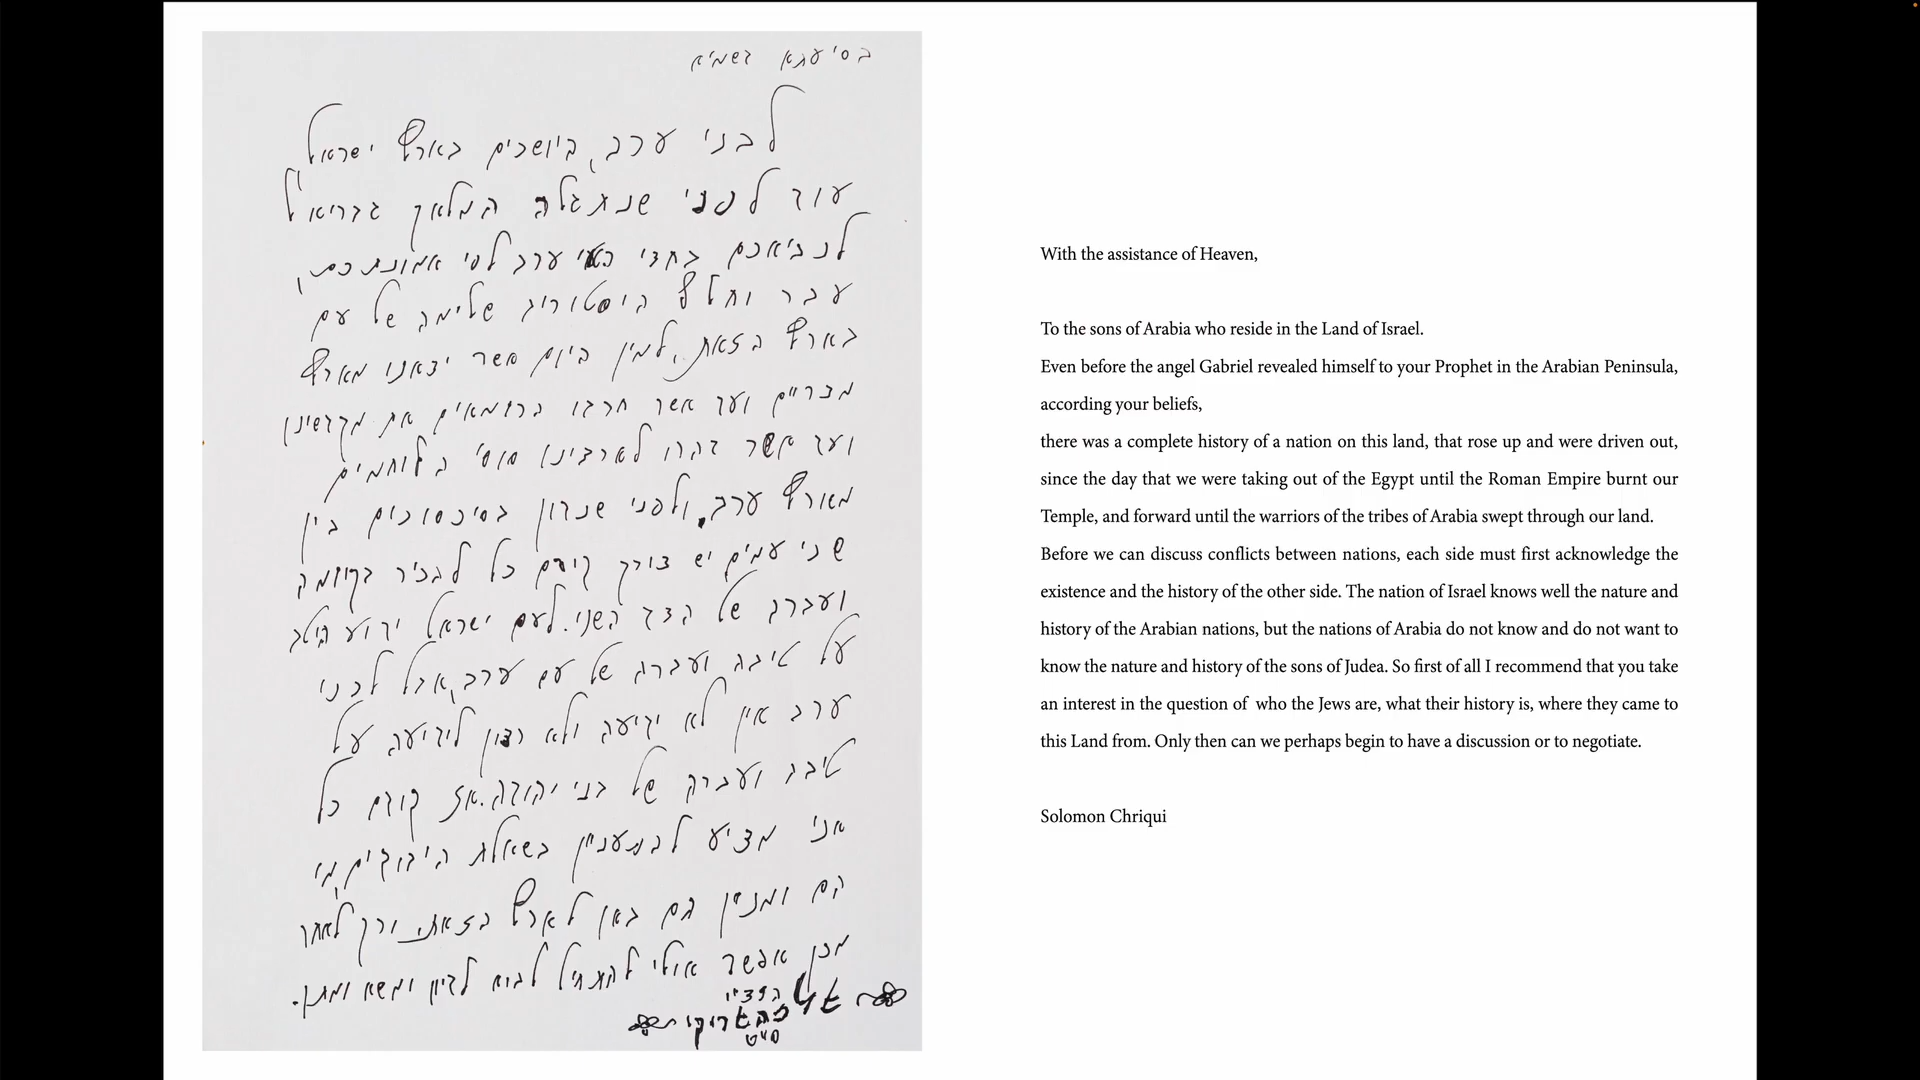 בסיעתא דשמיא
לבני ערב, היושבים בארץ ישראל
עוד לפני שנתגלה המלאך גבריאל
לנביאכם בחצי האי ערב לפי אמונתכם,
עבר וחלף היסטוריה שלימה של עם
בארץ הזאת, למין היום אשר יצאנו מארץ
מצריים ועד אשר חרבו הרומאים את מקדשינו
ועד אשר דהרו לארצינו סוסי הלוחמים
מארץ ערב, ולפני שנדון בסיכסוכים בין
שני עמים יש צורך קודם כל להכיר בקיומה
ועברה של הצד השני. לעם ישראל ידוע היטב
על טיבה ועברה של עם ערב, אבל לבני
ערב אין לא ידיעה ולא רצון לידיעה על
טיבה ועברה של בני יהודה. אז קודם כל
אני מציע להתעניין בשאלת היהודים, מי
הם ומניין הם באו לארץ הזאת, ורק לאחר
מכן אפשר אולי להתחיל לבוא לדיון ומשא ומתן.
With the assistance of Heaven,
To the sons of Arabia who reside in the Land of Israel.
Even before the angel Gabriel revealed himself to your Prophet in the Arabian Peninsula,
according your beliefs,
there was a complete history of a nation on this land, that rose up and were driven out,
since the day that we were taking out of the Egypt until the Roman Empire burnt our
Temple, and forward until the warriors of the tribes of Arabia swept through our land.
Before we can discuss conflicts between nations, each side must first acknowledge the
existence and the history of the other side. The nation of Israel knows well the nature and
history of the Arabian nations, but the nations of Arabia do not know and do not want to
know the nature and history of the sons of Judea. So first of all I recommend that you take
an interest in the question of who the Jews are, what their history is, where they came to
this Land from. Only then can we perhaps begin to have a discussion or to negotiate.
Solomon Chriqui